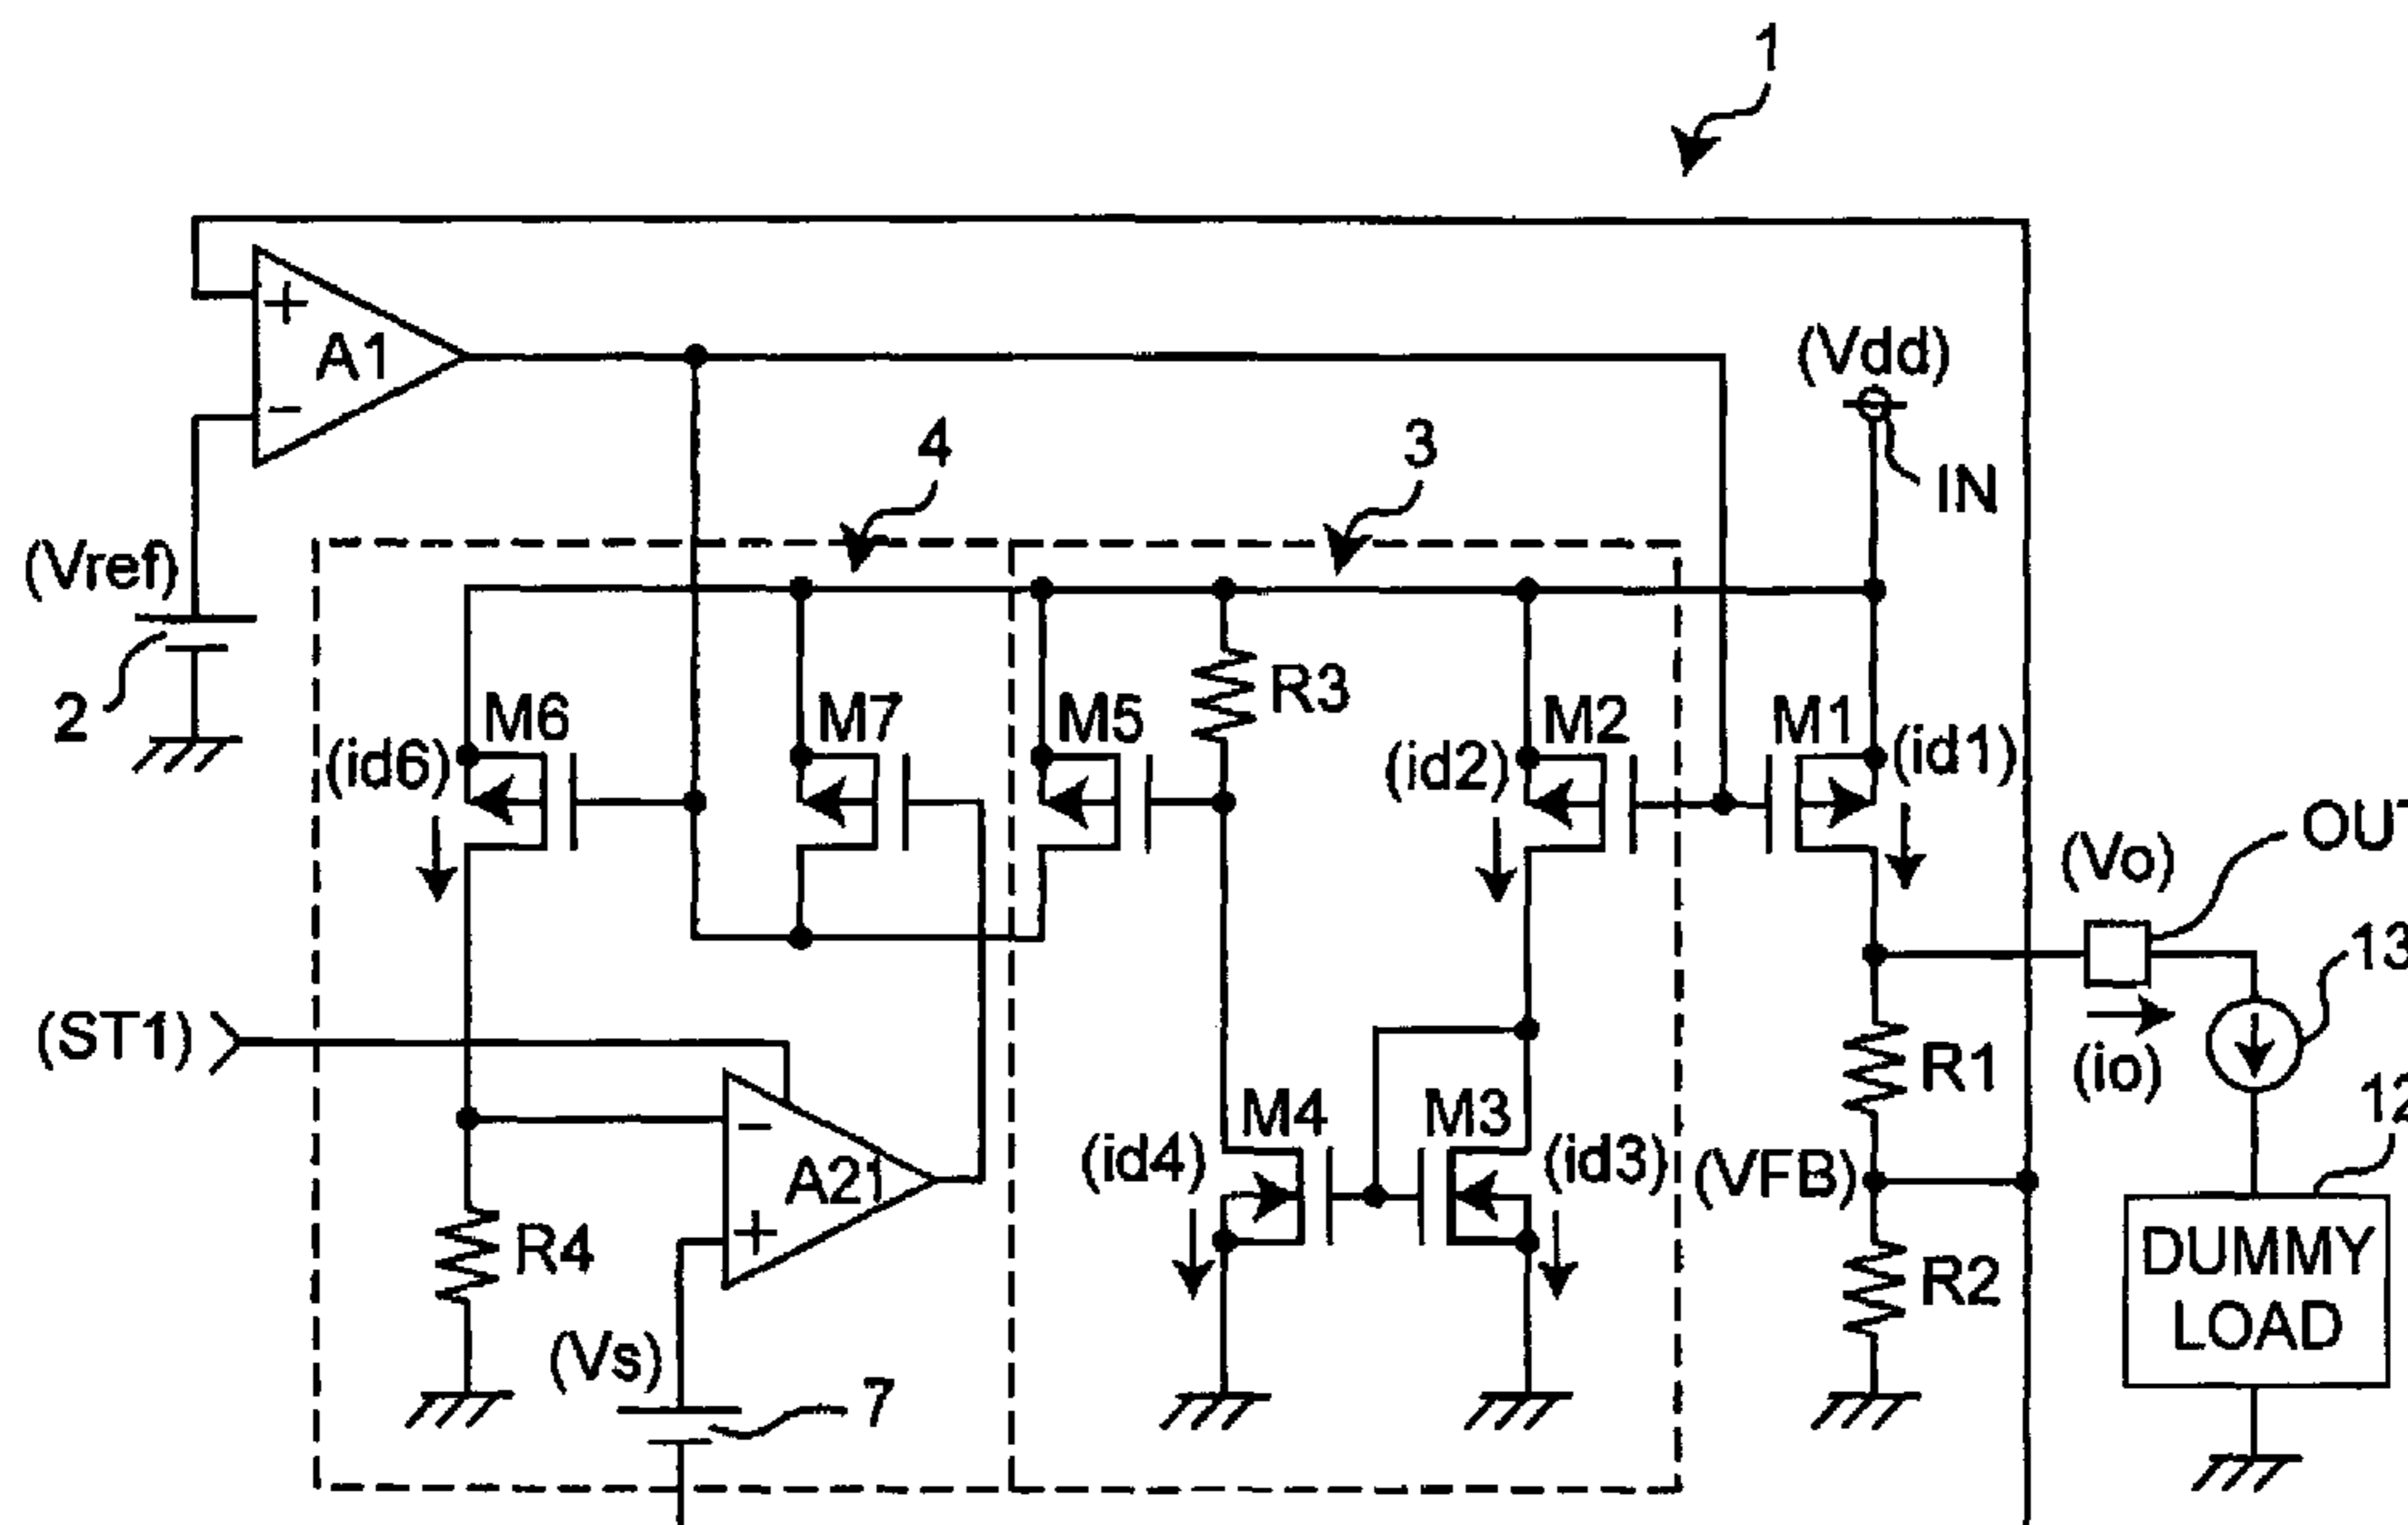 1
+
A1
-
(Vdd)
IN
4
3
(Vref)
2
M6
M7
M5
R3
M2
M1
(id6)
(id2)
(id1)
(Vo)
OUT
13
(ST1)
R1
(io)
12
M4
M3
-
A21
(id4)
(id3)
(VFB)
R4
+
R2
DUMMY
LOAD
(Vs)
7